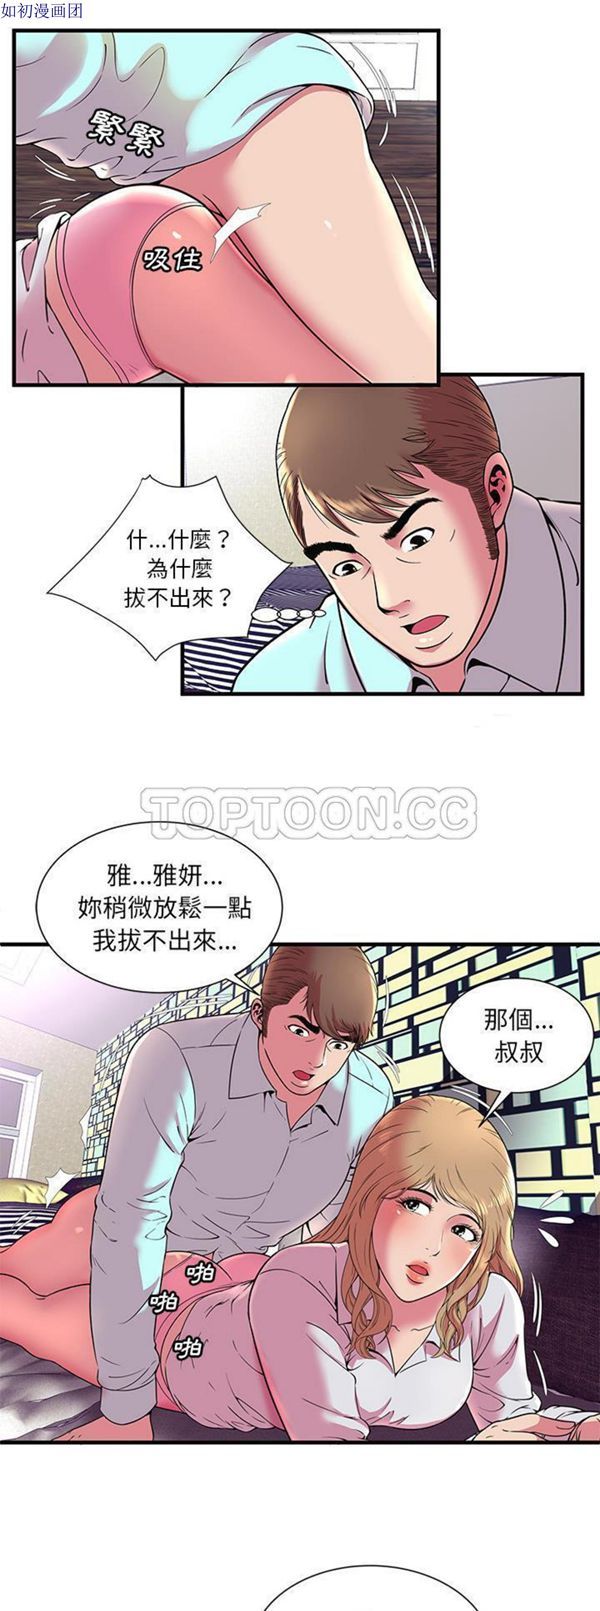 如初漫画团
緊緊
吸住
什...什麼？
為什麼
拔不出來？
TOPTOON.CC
雅...雅妍...
妳稍微放鬆一點
我拔不出來...
那個...
叔叔
啪
啪
啪